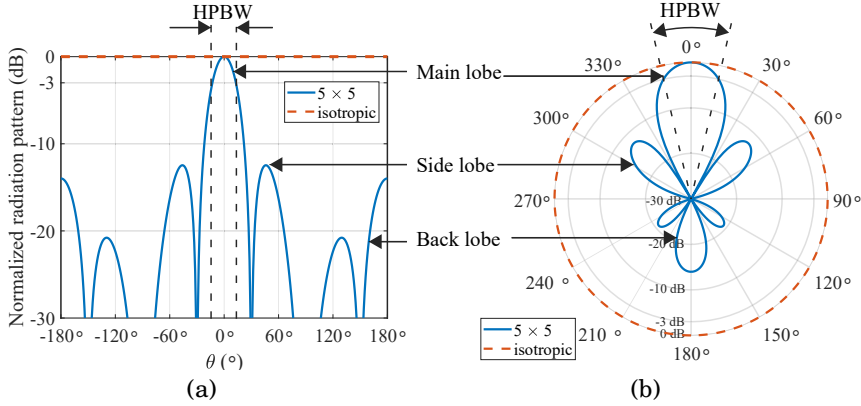 HPBW
Normalized radiation pattern (dB)
0
-3
-10
-20
-30
5 × 5
isotropic
-180°
-120°
-60°
0°
60°
120°
180°
θ (°)
(a)
Main lobe
Side lobe
Back lobe
HPBW
0°
330°
30°
300°
60°
270°
90°
240°
120°
210°
150°
180°
-30 dB
-20 dB
-10 dB
-3 dB
0 dB
5 × 5
isotropic
(b)